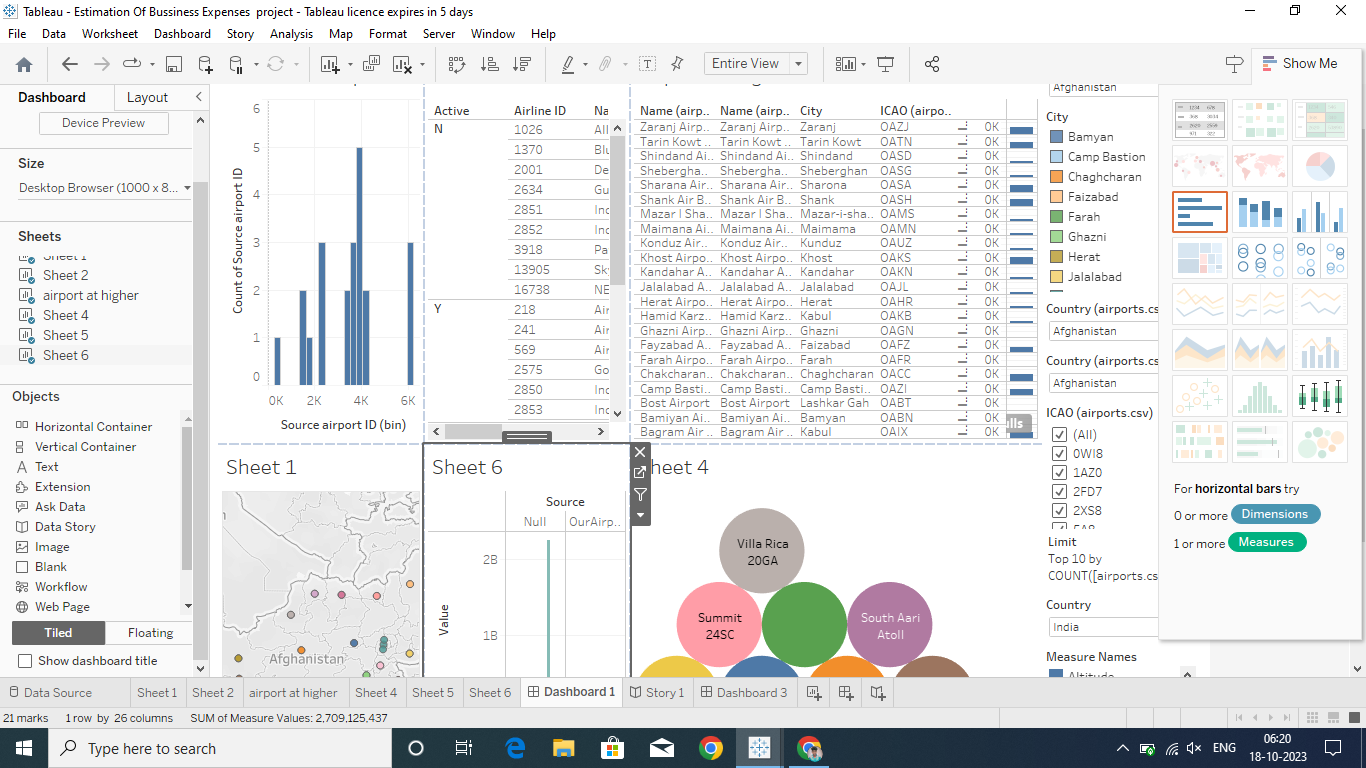 Tableau - Estimation Of Bussiness Expenses  project - Tableau licence expires in 5 days
File Data Worksheet Dashboard Story Analysis Map Format Server Window Help
Entire View
Show Me
Dashboard Layout
Device Preview
Size
Desktop Browser (1000 x 8...
Sheets
Sheet 1
Sheet 2
airport at higher
Sheet 4
Sheet 5
Sheet 6
Objects
Horizontal Container
Vertical Container
Text
Extension
Ask Data
Data Story
Image
Blank
Workflow
Web Page
Tiled Floating
Show dashboard title
Count of Source airport ID
6
5
4
3
2
1
0
0K 2K 4K 6K
Source airport ID (bin)
Active Airline ID Na
N 1026 All
1370 Blu
2001 De
2634 Gu
2851 Inc
2852 Inc
3918 Pa
13905 Sky
16738 NE
Y 218 Air
241 Air
569 Air
2575 Go
2850 Inc
2853 Inc
Name (airp.. Name (airp.. City ICAO (airpo..
Zaranj Airp.. Zaranj Airp.. Zaranj OAZJ 0K
Tarin Kowt .. Tarin Kowt .. Tarin Kowt OATN 0K
Shindand Ai.. Shindand Ai.. Shindand OASD 0K
Shebergha.. Shebergha.. Sheberghan OASG 0K
Sharana Air.. Sharana Air.. Sharona OASA 0K
Shank Air B.. Shank Air B.. Shank OASH 0K
Mazar I Sha.. Mazar I Sha.. Mazar-i-sha.. OAMS 0K
Maimana Ai.. Maimana Ai.. Maimama OAMN 0K
Konduz Air.. Konduz Air.. Kunduz OAUZ 0K
Khost Airpo.. Khost Airpo.. Khost OAKS 0K
Kandahar A.. Kandahar A.. Kandahar OAKN 0K
Jalalabad A.. Jalalabad A.. Jalalabad OAJL 0K
Herat Airpo.. Herat Airpo.. Herat OAHR 0K
Hamid Karz.. Hamid Karz.. Kabul OAKB 0K
Ghazni Airp.. Ghazni Airp.. Ghazni OAGN 0K
Fayzabad A.. Fayzabad A.. Faizabad OAFZ 0K
Farah Airpo.. Farah Airpo.. Farah OAFR 0K
Chakcharan.. Chakcharan.. Chaghcharan OACC 0K
Camp Basti.. Camp Basti.. Camp Basti.. OAZI 0K
Bost Airport Bost Airport Lashkar Gah OABT 0K
Bamiyan Ai.. Bamiyan Ai.. Bamyan OABN 0K
Bagram Air .. Bagram Air .. Kabul OAIX 0K
Sheet 1
Afghanistan
Sheet 6
Source
Null OurAirp..
2B
1B
Value
Sheet 4
Villa Rica
20GA
Summit
24SC
South Aari
Atoll
Afghanistan
City
Bamyan
Camp Bastion
Chaghcharan
Faizabad
Farah
Ghazni
Herat
Jalalabad
Country (airports.cs
Afghanistan
Country (airports.cs
Afghanistan
ICAO (airports.csv)
(All)
0WI8
1AZ0
2FD7
2XS8
Limit
Top 10 by
COUNT([airports.cs
Country
India
Measure Names
Altitude
For horizontal bars try
0 or more Dimensions
1 or more Measures
Data Source Sheet 1 Sheet 2 airport at higher Sheet 4 Sheet 5 Sheet 6 Dashboard 1 Story 1 Dashboard 3
21 marks 1 row by 26 columns SUM of Measure Values: 2,709,125,437
Type here to search
ENG
06:20
18-10-2023